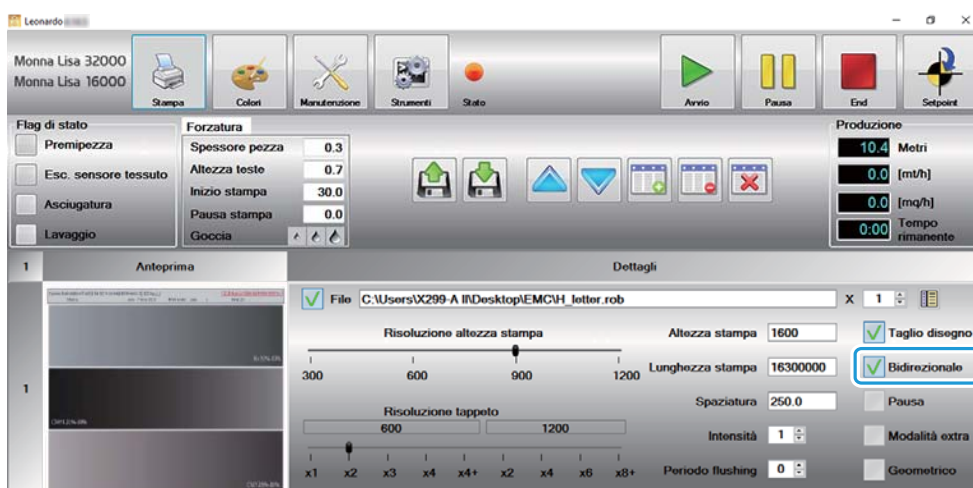 Leonardo
Monna Lisa 32000
Monna Lisa 16000
Stampa
Colori
Manutenzione
Strumenti
Stato
Avvio
Pausa
End
Setpoint
Flag di stato
Premipezza
Esc. sensore tessuto
Asciugatura
Lavaggio
Forzatura
Spessore pezza 0.3
Altezza teste 0.7
Inizio stampa 30.0
Pausa stampa 0.0
Goccia
Produzione
10.4 Metri
0.0 [mt/h]
0.0 [mq/h]
0:00 Tempo rimanente
1 Anteprima Dettagli
1
File C:\Users\X299-A II\Desktop\EMC\H_letter.rob X 1
Risoluzione altezza stampa
300 600 900 1200
Risoluzione tappeto
600 1200
x1 x2 x3 x4 x4+ x2 x4 x6 x8+
Altezza stampa 1600
Lunghezza stampa 16300000
Spaziatura 250.0
Intensità 1
Periodo flushing 0
Taglio disegno
Bidirezionale
Pausa
Modalità extra
Geometrico